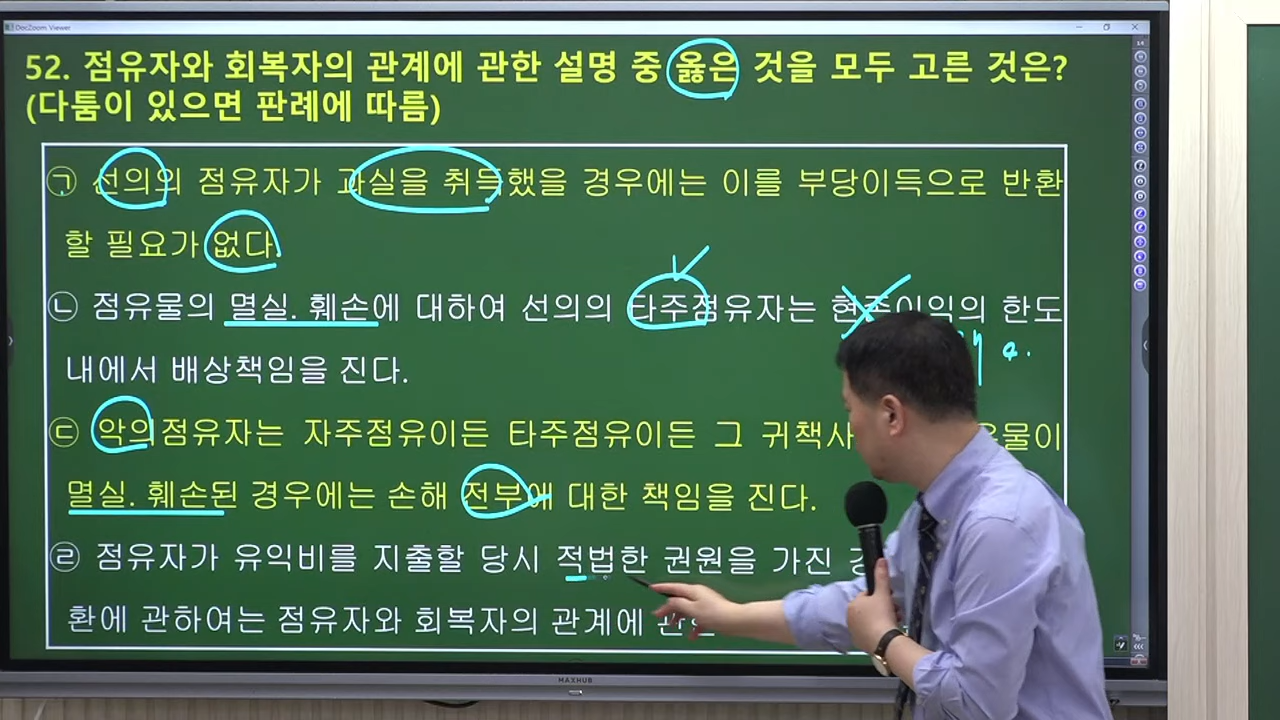 DocZoom Viewer
52. 점유자와 회복자의 관계에 관한 설명 중 옳은 것을 모두 고른 것은?
(다툼이 있으면 판례에 따름)
㉠ 선의의 점유자가 과실을 취득했을 경우에는 이를 부당이득으로 반환
할 필요가 없다.
㉡ 점유물의 멸실. 훼손에 대하여 선의의 타주점유자는 현존이익의 한도
내에서 배상책임을 진다.
㉢ 악의점유자는 자주점유이든 타주점유이든 그 귀책사 물이
멸실. 훼손된 경우에는 손해 전부에 대한 책임을 진다.
㉣ 점유자가 유익비를 지출할 당시 적법한 권원을 가진
환에 관하여는 점유자와 회복자의 관계에 관한
MAXHUB